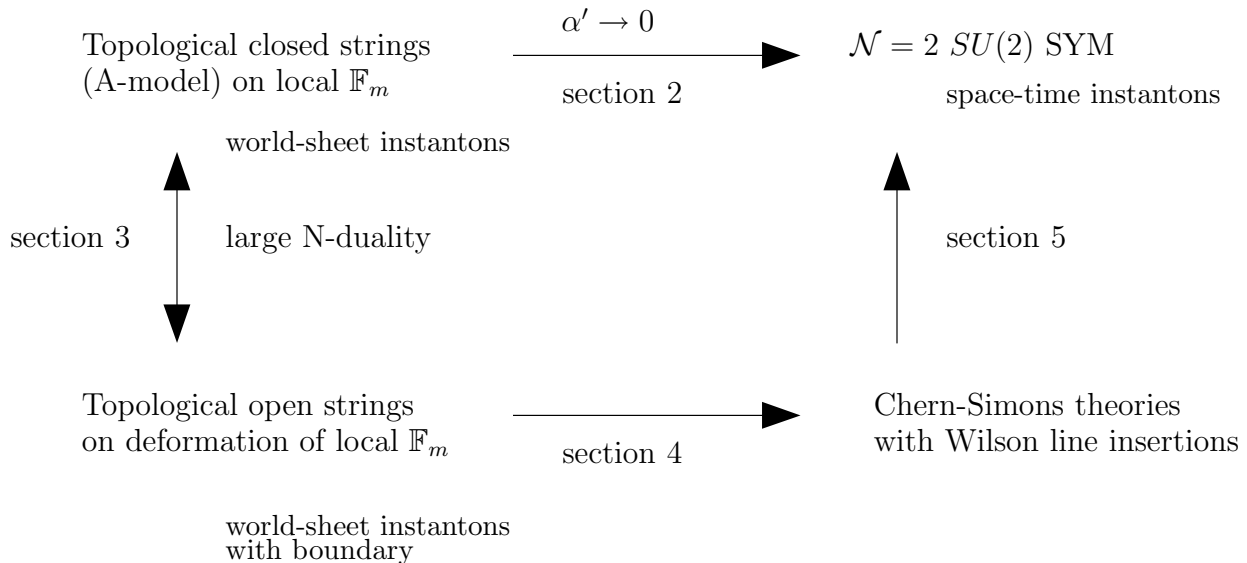 α′ → 0
Topological closed strings
(A-model) on local 𝔽ₘ
𝒩 = 2 SU(2) SYM
section 2
space-time instantons
world-sheet instantons
section 3
large N-duality
section 5
Topological open strings
on deformation of local 𝔽ₘ
Chern-Simons theories
with Wilson line insertions
section 4
world-sheet instantons
with boundary